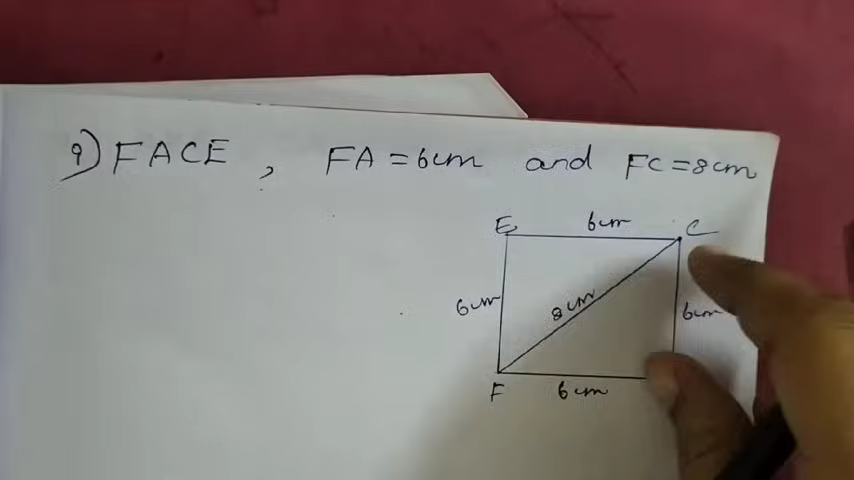 9) FACE, FA = 6cm and FC = 8cm
E 6cm C
6cm 8cm 6cm
F 6cm